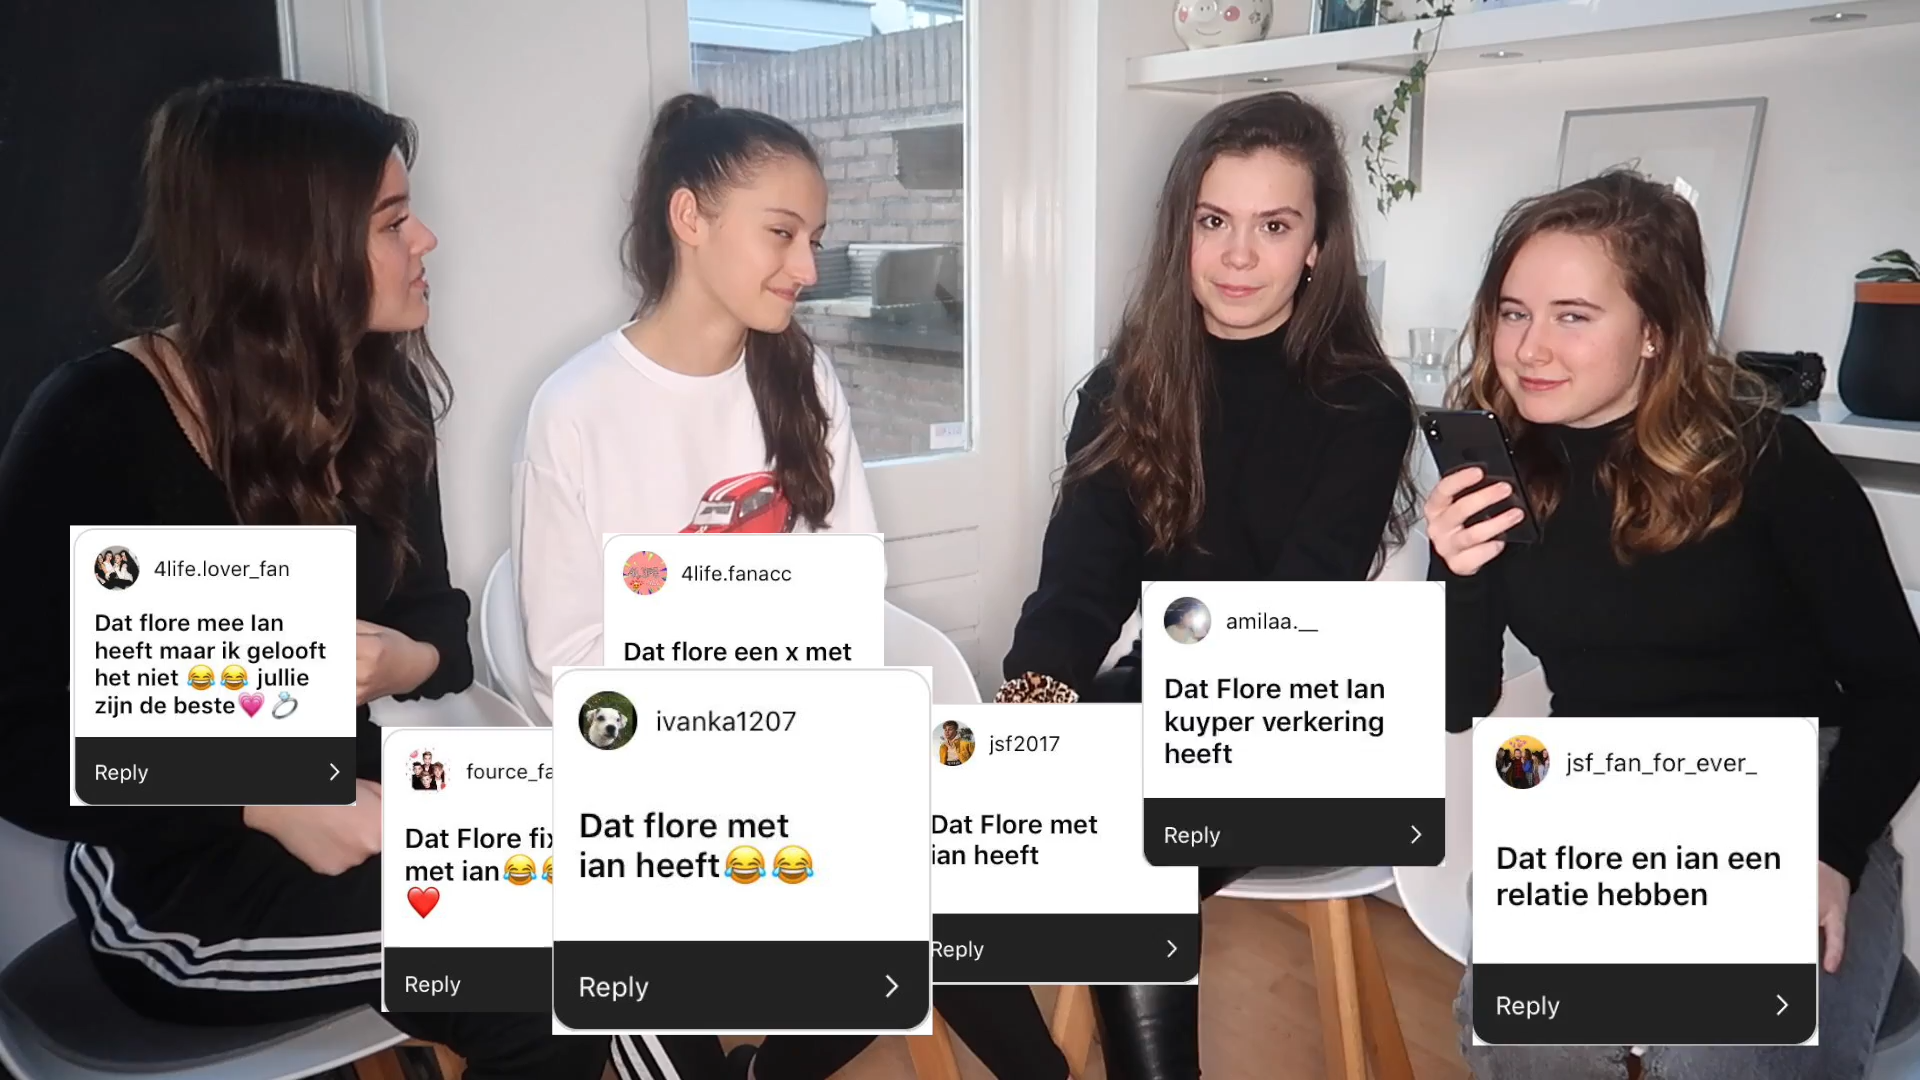 4life.lover_fan
Dat flore mee Ian
heeft maar ik gelooft
het niet 😂😂 jullie
zijn de beste💗💍
Reply
4life.fanacc
Dat flore een x met
fource_fa
Dat Flore fix
met ian😂
❤️
Reply
ivanka1207
Dat flore met
ian heeft😂😂
Reply
jsf2017
Dat Flore met
ian heeft
Reply
amilaa.__
Dat Flore met Ian
kuyper verkering
heeft
Reply
jsf_fan_for_ever_
Dat flore en ian een
relatie hebben
Reply